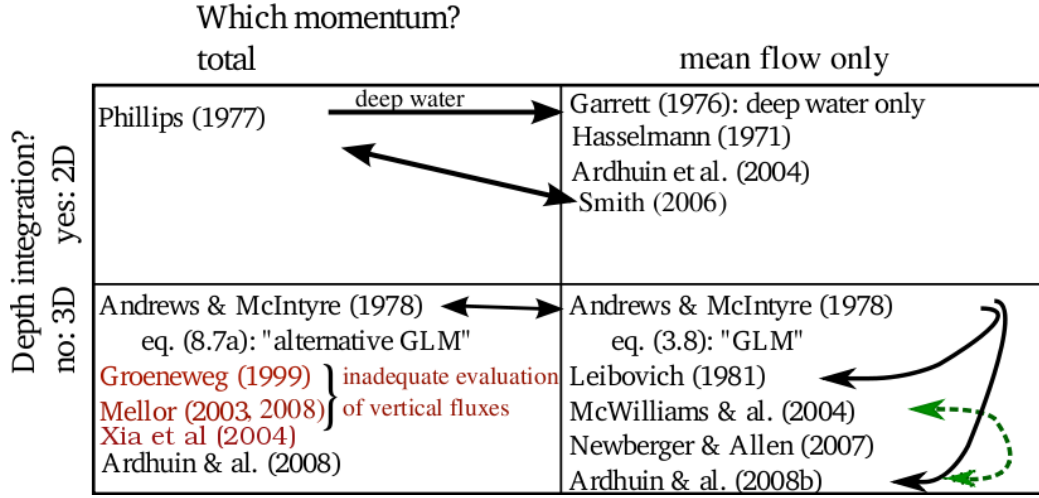 Which momentum?
total
mean flow only
Depth integration?
yes: 2D
no: 3D
Phillips (1977)
deep water
Garrett (1976): deep water only
Hasselmann (1971)
Ardhuin et al. (2004)
Smith (2006)
Andrews & McIntyre (1978)
eq. (8.7a): "alternative GLM"
Groeneweg (1999)
Mellor (2003, 2008)
Xia et al (2004)
inadequate evaluation
of vertical fluxes
Ardhuin & al. (2008)
Andrews & McIntyre (1978)
eq. (3.8): "GLM"
Leibovich (1981)
McWilliams & al. (2004)
Newberger & Allen (2007)
Ardhuin & al. (2008b)